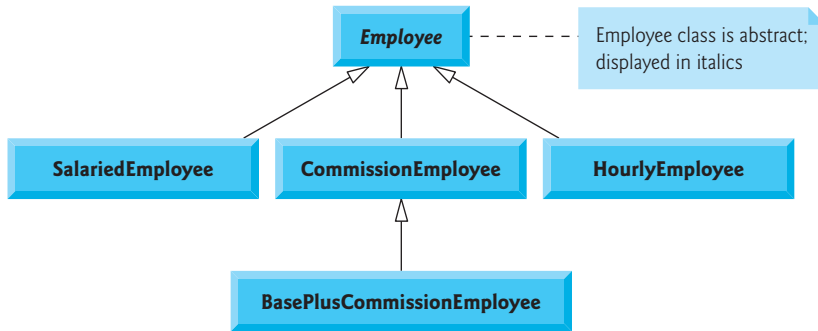 Employee
Employee class is abstract;
displayed in italics
SalariedEmployee
CommissionEmployee
HourlyEmployee
BasePlusCommissionEmployee